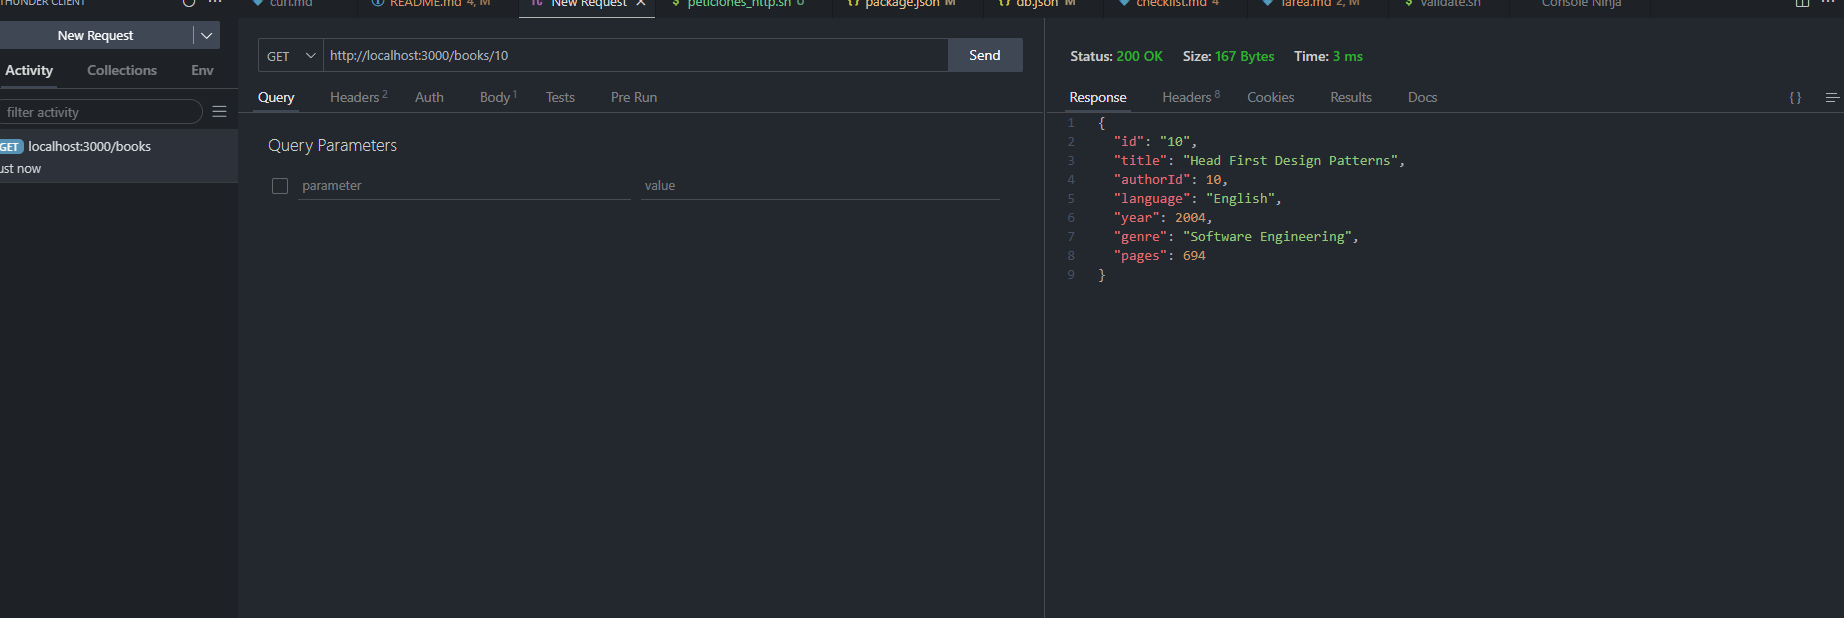 THUNDER CLIENT
curl.md
README.md 4, M
New Request
peticiones_http.sh U
package.json M
db.json M
checklist.md 4
tarea.md 2, M
validate.sh
Console Ninja
New Request
Activity
Collections
Env
filter activity
GET localhost:3000/books
just now
GET
http://localhost:3000/books/10
Send
Query
Headers 2
Auth
Body 1
Tests
Pre Run
Query Parameters
parameter
value
Status: 200 OK
Size: 167 Bytes
Time: 3 ms
Response
Headers 8
Cookies
Results
Docs
{ }
1 {
2 "id": "10",
3 "title": "Head First Design Patterns",
4 "authorId": 10,
5 "language": "English",
6 "year": 2004,
7 "genre": "Software Engineering",
8 "pages": 694
9 }